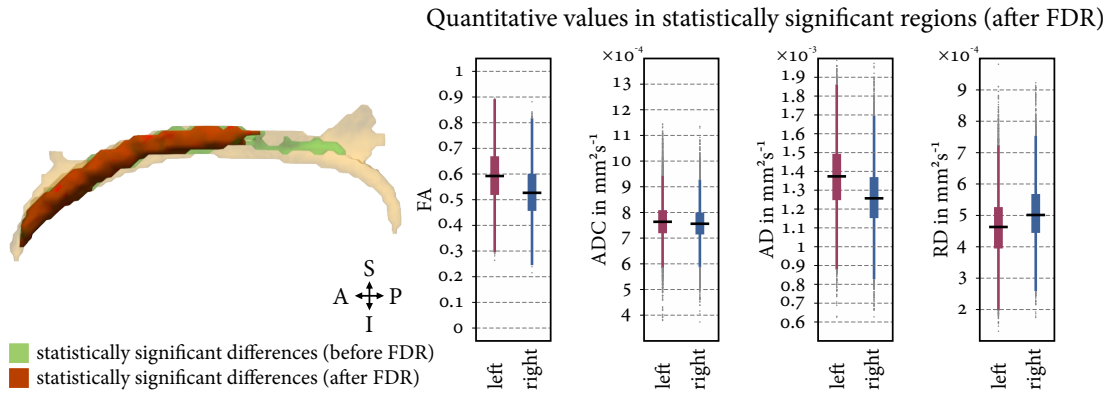 Quantitative values in statistically significant regions (after FDR)
S
A P
I
statistically significant differences (before FDR)
statistically significant differences (after FDR)
FA
1
0.9
0.8
0.7
0.6
0.5
0.4
0.3
0.2
0.1
0
left
right
×10⁻⁴
ADC in mm²s⁻¹
13
12
11
10
9
8
7
6
5
4
left
right
×10⁻³
AD in mm²s⁻¹
1.9
1.8
1.7
1.6
1.5
1.4
1.3
1.2
1.1
1
0.9
0.8
0.7
0.6
left
right
×10⁻⁴
RD in mm²s⁻¹
9
8
7
6
5
4
3
2
left
right